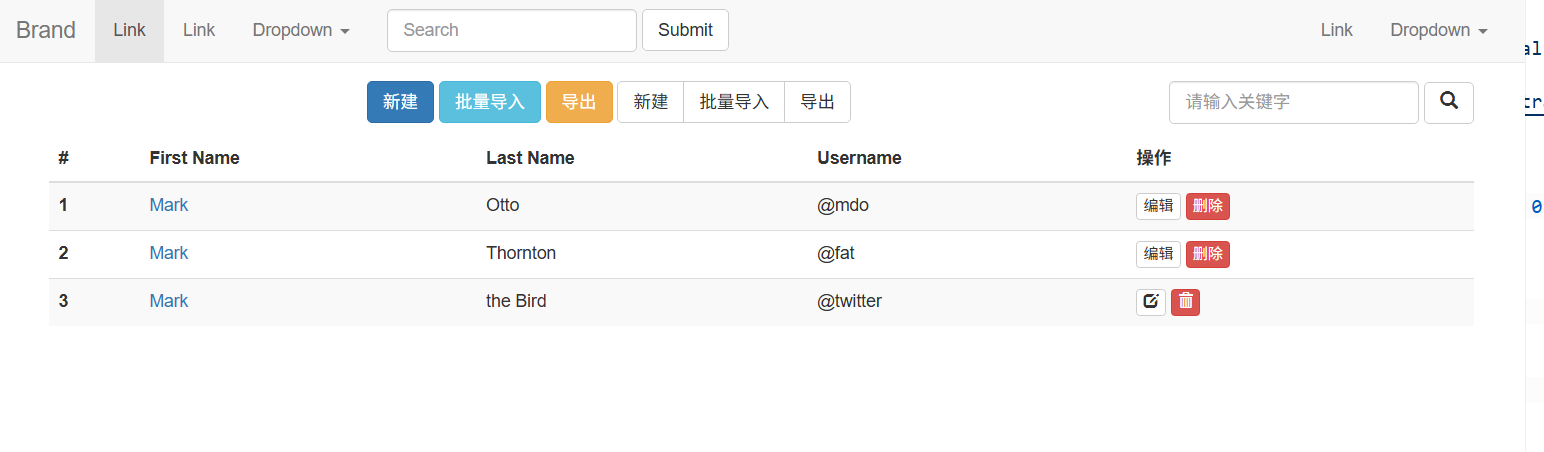 Brand Link Link Dropdown Search Submit Link Dropdown
al
新建 批量导入 导出 新建 批量导入 导出 请输入关键字
tra
# First Name Last Name Username 操作
1 Mark Otto @mdo 编辑 删除
0
2 Mark Thornton @fat 编辑 删除
3 Mark the Bird @twitter